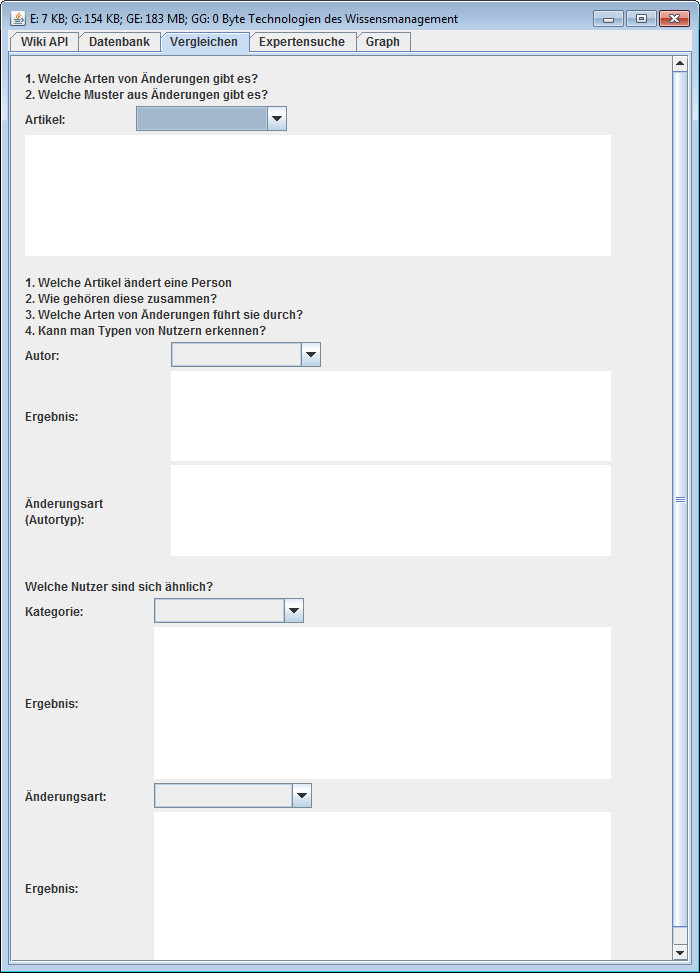 E: 7 KB; G: 154 KB; GE: 183 MB; GG: 0 Byte Technologien des Wissensmanagement
Wiki API Datenbank Vergleichen Expertensuche Graph
1. Welche Arten von Änderungen gibt es?
2. Welche Muster aus Änderungen gibt es?
Artikel:
1. Welche Artikel ändert eine Person
2. Wie gehören diese zusammen?
3. Welche Arten von Änderungen führt sie durch?
4. Kann man Typen von Nutzern erkennen?
Autor:
Ergebnis:
Änderungsart
(Autortyp):
Welche Nutzer sind sich ähnlich?
Kategorie:
Ergebnis:
Änderungsart:
Ergebnis: